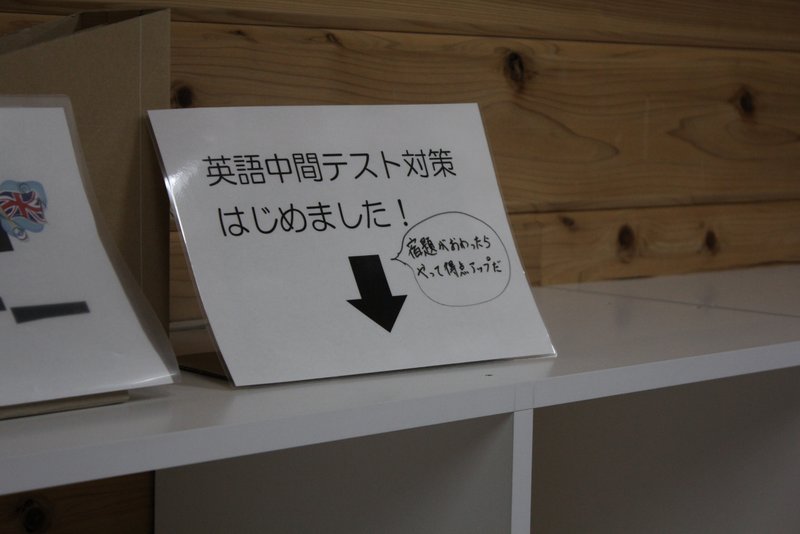 英語中間テスト対策
はじめました！
宿題がおわったら
やって得点アップだ